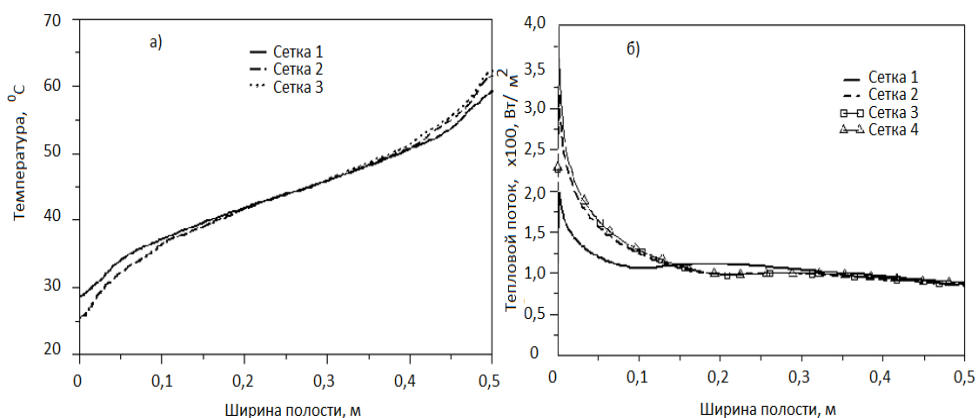 а)
Сетка 1
Сетка 2
Сетка 3
Температура, ⁰С
70
60
50
40
30
20
0
0,1
0,2
0,3
0,4
0,5
Ширина полости, м
б)
Сетка 1
Сетка 2
Сетка 3
Сетка 4
Тепловой поток, x100, Вт/ м 2
4,0
3,5
3,0
2,5
2,0
1,5
1,0
0,5
0
0
0,1
0,2
0,3
0,4
0,5
Ширина полости, м